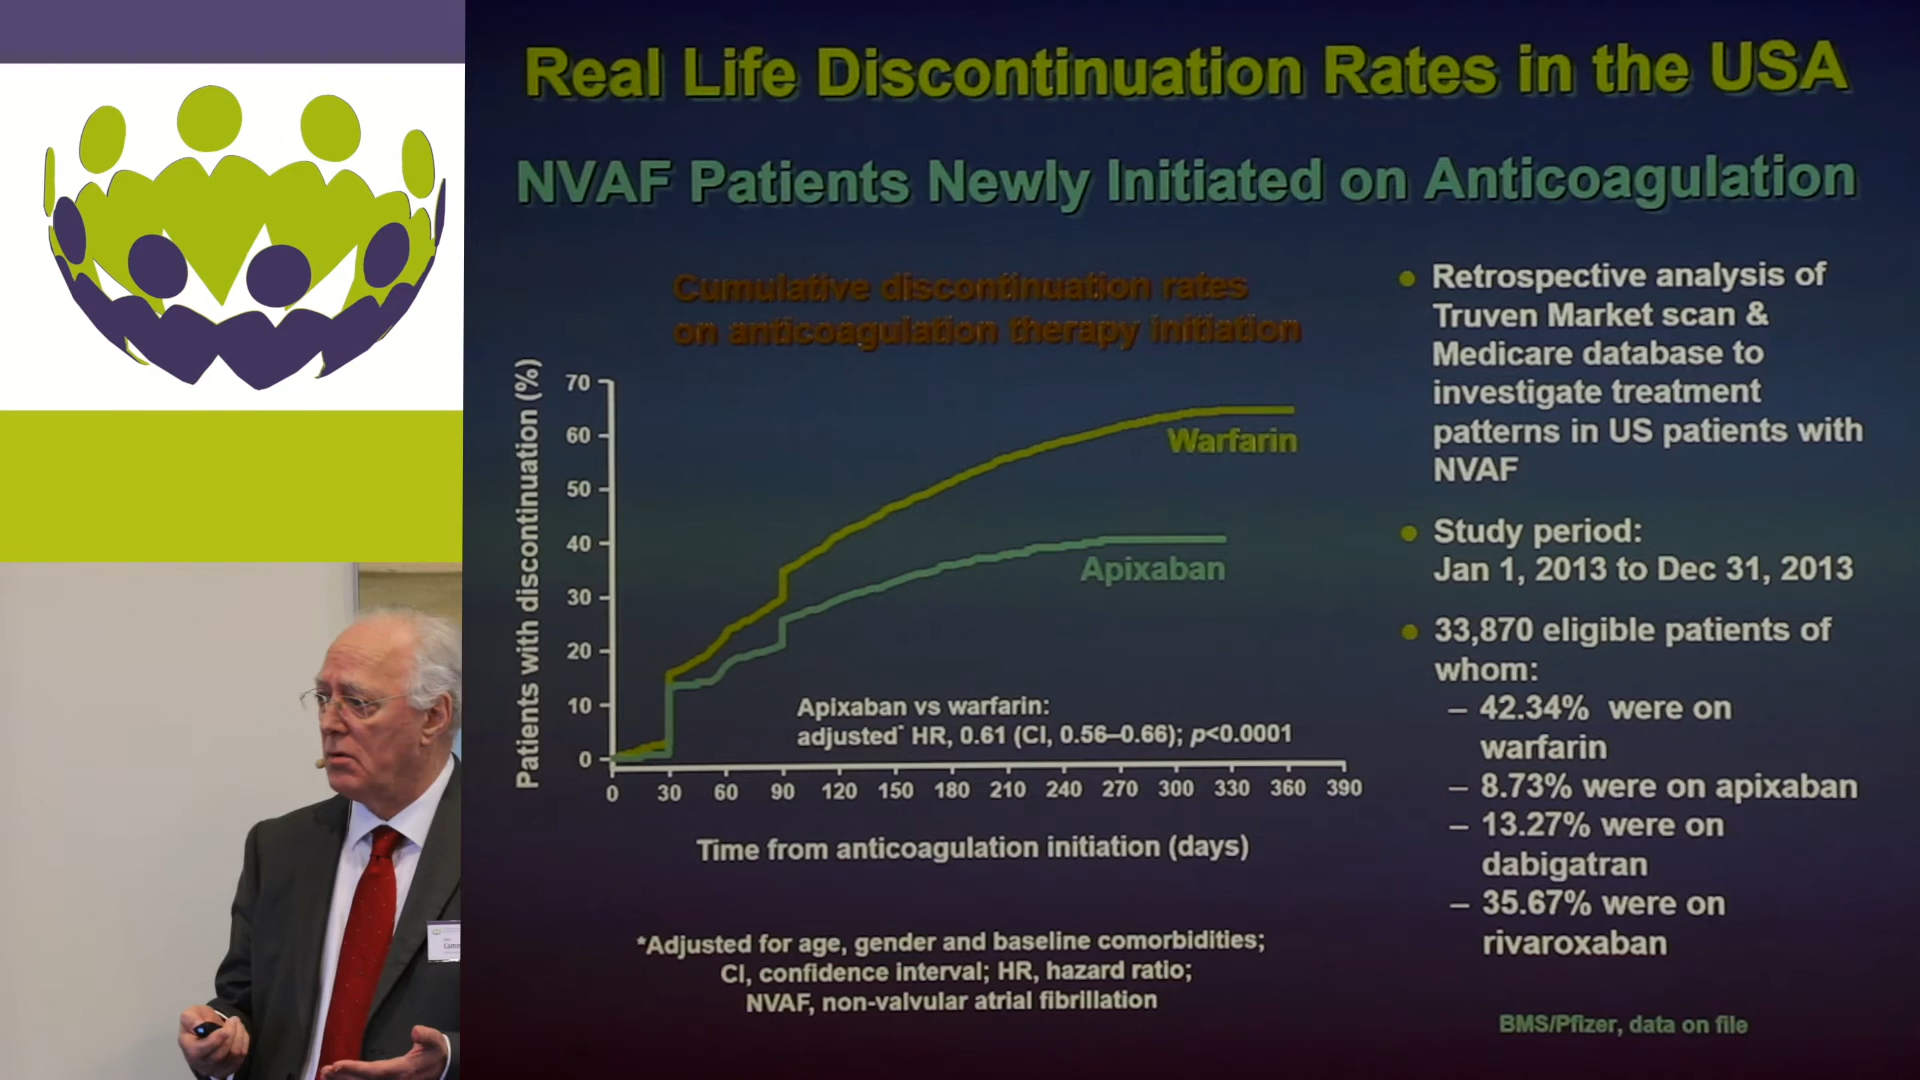 Real Life Discontinuation Rates in the USA
NVAF Patients Newly Initiated on Anticoagulation
Cumulative discontinuation rates
on anticoagulation therapy initiation
Patients with discontinuation (%)
70
60
50
40
30
20
10
0
Warfarin
Apixaban
Apixaban vs warfarin:
adjusted* HR, 0.61 (CI, 0.56–0.66); p<0.0001
0 30 60 90 120 150 180 210 240 270 300 330 360 390
Time from anticoagulation initiation (days)
*Adjusted for age, gender and baseline comorbidities;
CI, confidence interval; HR, hazard ratio;
NVAF, non-valvular atrial fibrillation
Retrospective analysis of
Truven Market scan &
Medicare database to
investigate treatment
patterns in US patients with
NVAF
Study period:
Jan 1, 2013 to Dec 31, 2013
33,870 eligible patients of
whom:
– 42.34% were on
warfarin
– 8.73% were on apixaban
– 13.27% were on
dabigatran
– 35.67% were on
rivaroxaban
BMS/Pfizer, data on file